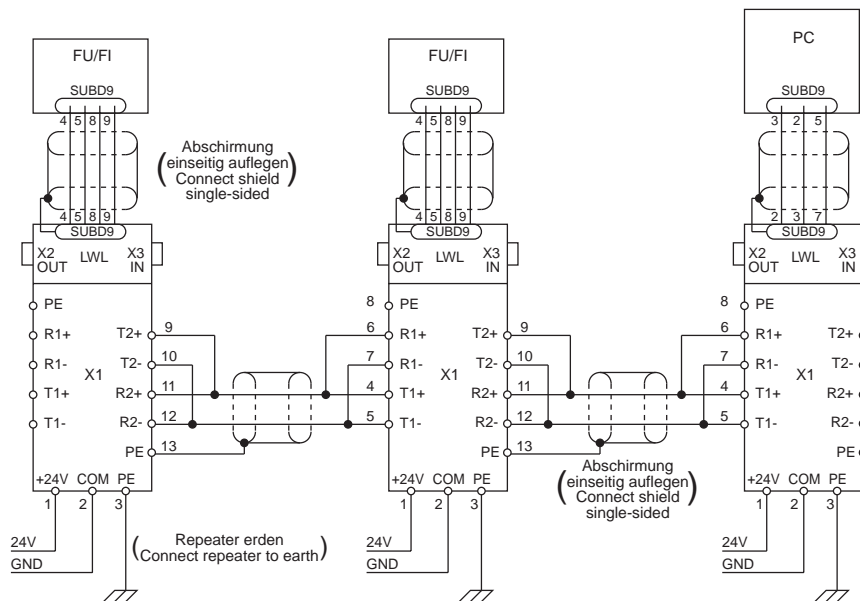 FU/FI FU/FI PC
SUBD9 SUBD9 SUBD9
4 5 8 9 4 5 8 9 3 2 5
(Abschirmung
einseitig auflegen
Connect shield
single-sided)
4 5 8 9 4 5 8 9 2 3 7
SUBD9 SUBD9 SUBD9
X2 OUT LWL X3 IN X2 OUT LWL X3 IN X2 OUT LWL X3 IN
PE 8 PE 8 PE
R1+ T2+ 9 6 R1+ T2+ 9 6 R1+ T2+
R1- T2- 10 7 R1- T2- 10 7 R1- T2-
X1 X1 X1
T1+ R2+ 11 4 T1+ R2+ 11 4 T1+ R2+
T1- R2- 12 5 T1- R2- 12 5 T1- R2-
PE 13 PE 13 PE
(Abschirmung
einseitig auflegen
Connect shield
single-sided)
+24V COM PE +24V COM PE +24V COM PE
1 2 3 1 2 3 1 2 3
(Repeater erden
Connect repeater to earth)
24V 24V 24V
GND GND GND